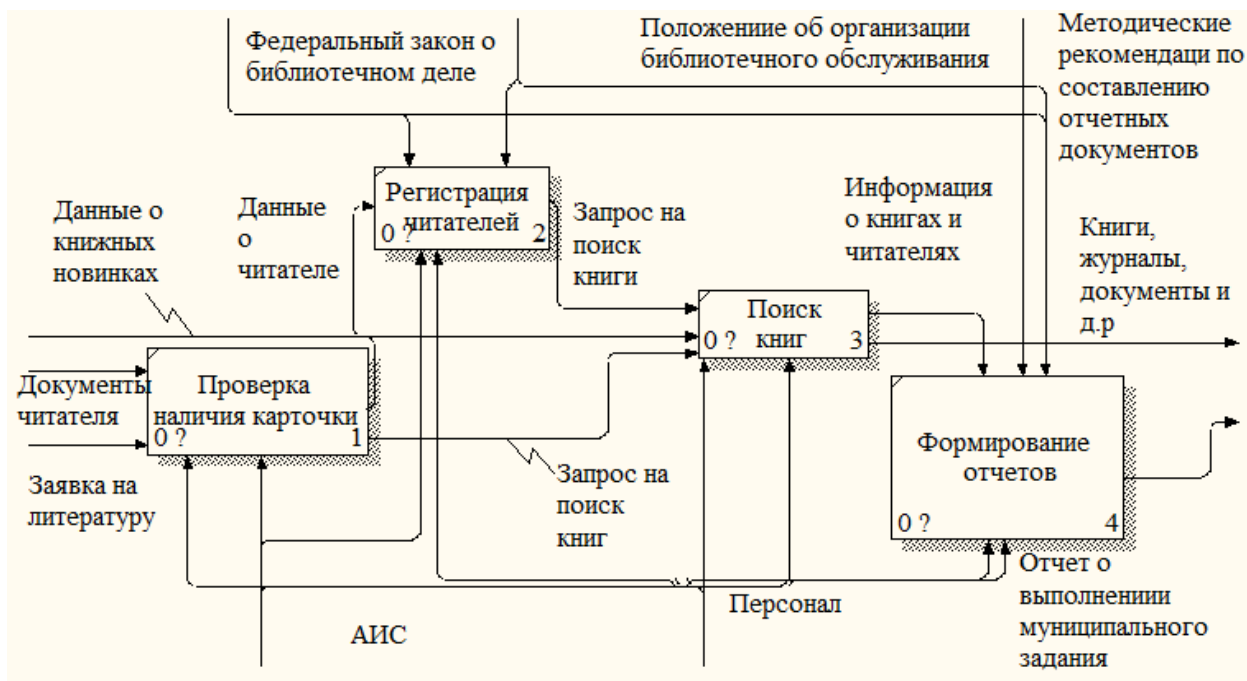 Федеральный закон о
библиотечном деле
Положениие об организации
библиотечного обслуживания
Методические
рекомендаци по
составлению
отчетных
документов
Регистрация
читателей
0 ?
2
Данные о
книжных
новинках
Данные
о
читателе
Запрос на
поиск
книги
Информация
о книгах и
читателях
Книги,
журналы,
документы и
д.р
Поиск
книг
0 ?
3
Документы
читателя
Проверка
наличия карточки
0 ?
1
Формирование
отчетов
0 ?
4
Заявка на
литературу
Запрос на
поиск
книг
Отчет о
выполнениии
муниципального
задания
Персонал
АИС